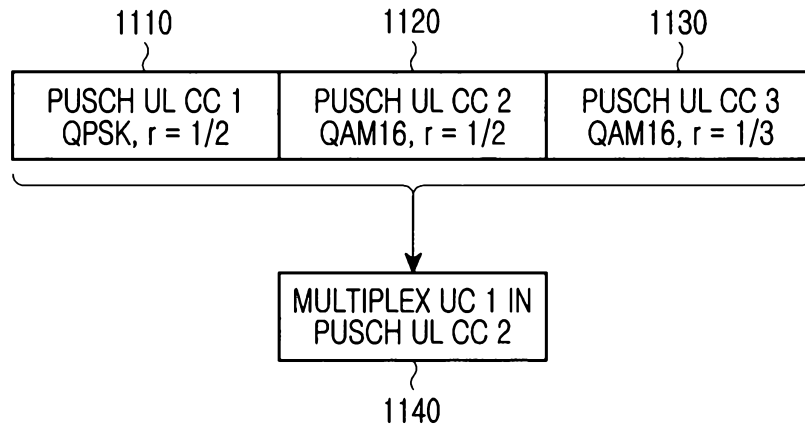 1110
1120
1130
PUSCH UL CC 1
QPSK, r = 1/2
PUSCH UL CC 2
QAM16, r = 1/2
PUSCH UL CC 3
QAM16, r = 1/3
MULTIPLEX UC 1 IN
PUSCH UL CC 2
1140